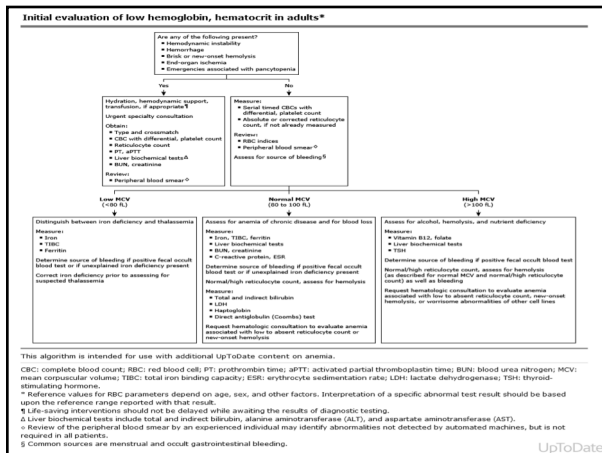 Initial evaluation of low hemoglobin, hematocrit in adults*
Are any of the following present?
• Hemodynamic instability
• Hemorrhage
• Brisk or new-onset hemolysis
• End-organ ischemia
• Emergencies associated with pancytopenia
Yes
No
Hydration, hemodynamic support,
transfusion, if appropriate¶
Urgent specialty consultation
Obtain:
• Type and crossmatch
• CBC with differential, platelet count
• Reticulocyte count
• PT, aPTT
• Liver biochemical testsΔ
• BUN, creatinine
Review:
• Peripheral blood smear◇
Measure:
• Serial timed CBCs with
differential, platelet count
• Absolute or corrected reticulocyte
count, if not already measured
Review:
• RBC indices
• Peripheral blood smear◇
Assess for source of bleeding§
Low MCV
(<80 fL)
Normal MCV
(80 to 100 fL)
High MCV
(>100 fL)
Distinguish between iron deficiency and thalassemia
Measure:
• Iron
• TIBC
• Ferritin
Determine source of bleeding if positive fecal occult
blood test or if unexplained iron deficiency present
Correct iron deficiency prior to assessing for
suspected thalassemia
Assess for anemia of chronic disease and for blood loss
Measure:
• Iron, TIBC, ferritin
• Liver biochemical tests
• BUN, creatinine
• C-reactive protein, ESR
Determine source of bleeding if positive fecal occult
blood test or if unexplained iron deficiency present
Normal/high reticulocyte count, assess for hemolysis
Measure:
• Total and indirect bilirubin
• LDH
• Haptoglobin
• Direct antiglobulin (Coombs) test
Request hematologic consultation to evaluate anemia
associated with low to absent reticulocyte count or
new-onset hemolysis
Assess for alcohol, hemolysis, and nutrient deficiency
Measure:
• Vitamin B12, folate
• Liver biochemical tests
• TSH
Determine source of bleeding if positive fecal occult blood test
Normal/high reticulocyte count, assess for hemolysis
(as described for normal MCV and normal/high reticulocyte
count) as well as bleeding
Request hematologic consultation to evaluate anemia
associated with low to absent reticulocyte count, new-onset
hemolysis, or worrisome abnormalities of other cell lines
This algorithm is intended for use with additional UpToDate content on anemia.
CBC: complete blood count; RBC: red blood cell; PT: prothrombin time; aPTT: activated partial thromboplastin time; BUN: blood urea nitrogen; MCV:
mean corpuscular volume; TIBC: total iron binding capacity; ESR: erythrocyte sedimentation rate; LDH: lactate dehydrogenase; TSH: thyroid-
stimulating hormone.
* Reference values for RBC parameters depend on age, sex, and other factors. Interpretation of a specific abnormal test result should be based
upon the reference range reported with that result.
¶ Life-saving interventions should not be delayed while awaiting the results of diagnostic testing.
Δ Liver biochemical tests include total and indirect bilirubin, alanine aminotransferase (ALT), and aspartate aminotransferase (AST).
◇ Review of the peripheral blood smear by an experienced individual may identify abnormalities not detected by automated machines, but is not
required in all patients.
§ Common sources are menstrual and occult gastrointestinal bleeding.
UpToDate